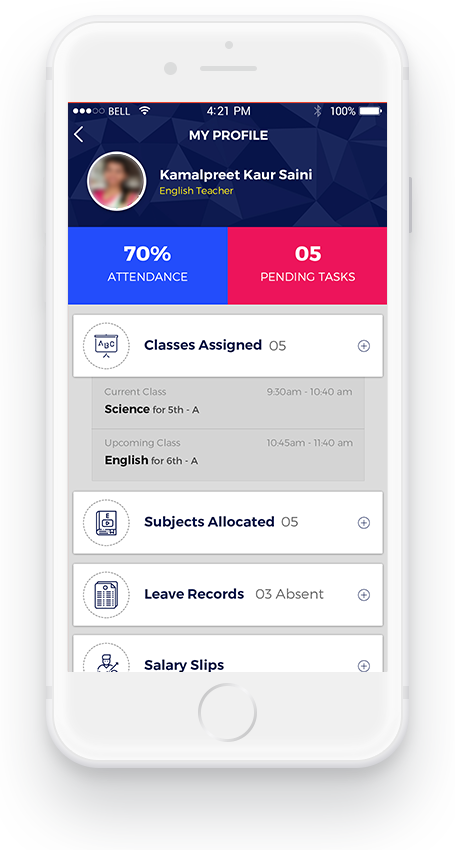 BELL 4:21 PM 100%
MY PROFILE
Kamalpreet Kaur Saini
English Teacher
70%
ATTENDANCE
05
PENDING TASKS
ABC
Classes Assigned 05
Current Class 9:30am - 10:40 am
Science for 5th - A
Upcoming Class 10:45am - 11:40 am
English for 6th - A
E
Subjects Allocated 05
Leave Records 03 Absent
Salary Slips